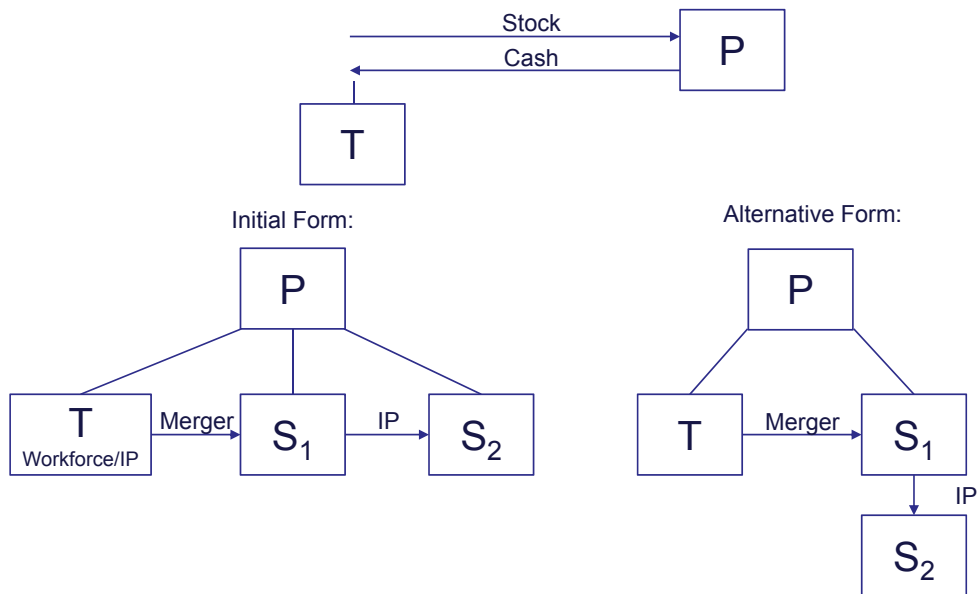 Stock
P
Cash
T
Initial Form:
Alternative Form:
P
P
T
Workforce/IP
Merger
S1
IP
S2
T
Merger
S1
IP
S2